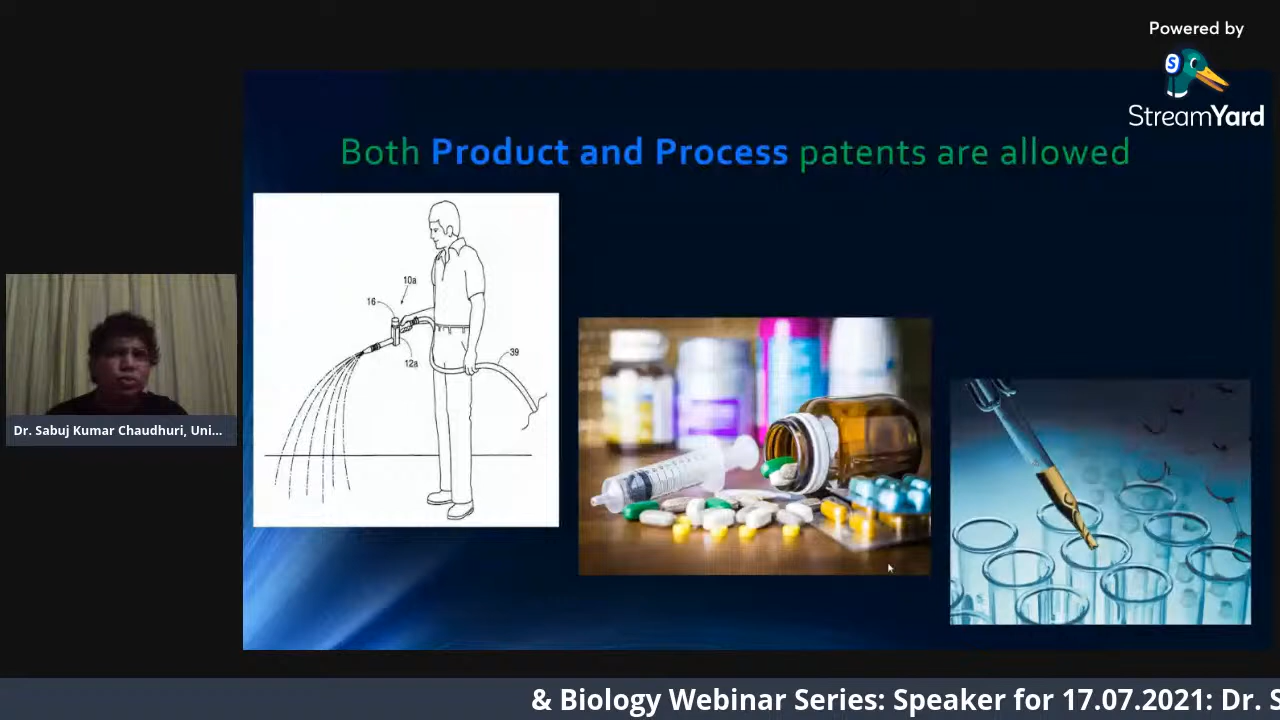 Powered by
StreamYard
Both Product and Process patents are allowed
10a
16
12a
39
Dr. Sabuj Kumar Chaudhuri, Uni...
& Biology Webinar Series: Speaker for 17.07.2021: Dr. S